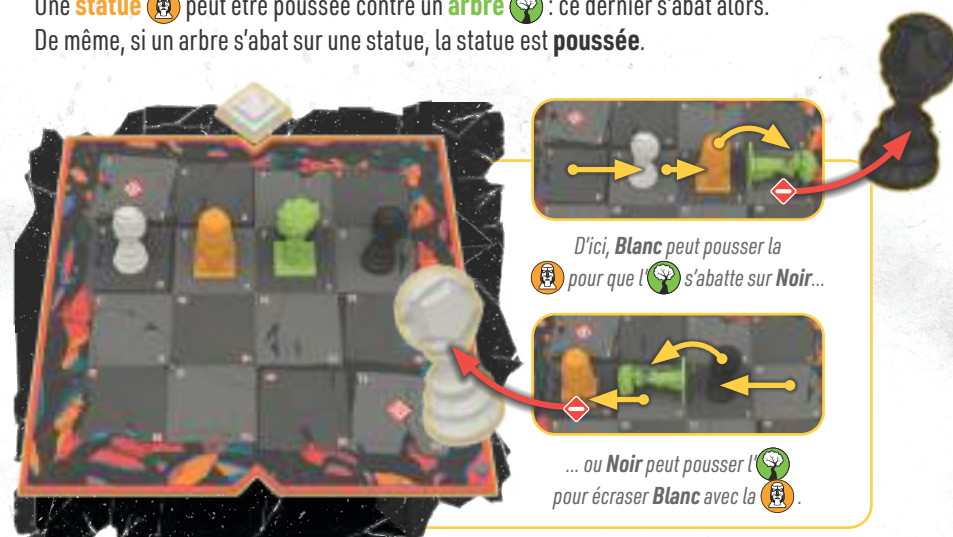 Une statue peut être poussée contre un arbre : ce dernier s'abat alors.
De même, si un arbre s'abat sur une statue, la statue est poussée.
D'ici, Blanc peut pousser la
pour que l' s'abatte sur Noir...
... ou Noir peut pousser l'
pour écraser Blanc avec la .